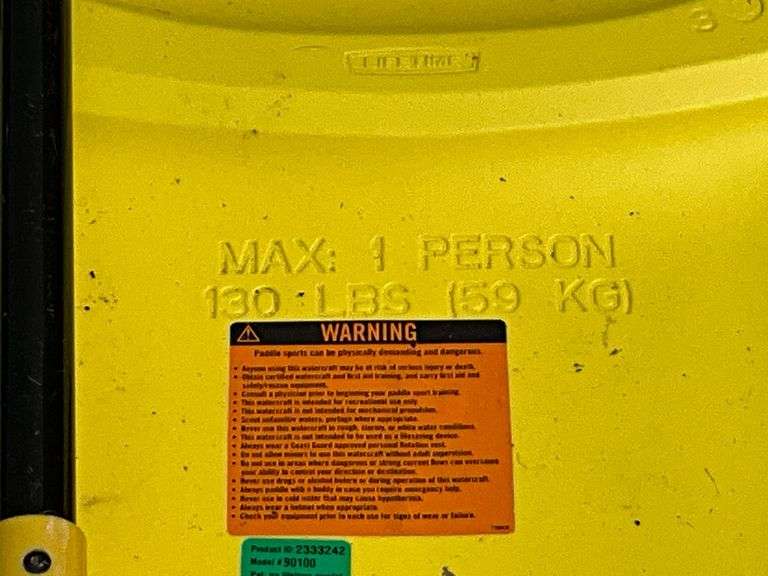 3
LIFETIME
MAX: 1 PERSON
130 LBS (59 KG)
WARNING
Paddle sports can be physically demanding and dangerous.
• Anyone using this watercraft may be at risk of serious injury or death.
• Obtain certified watercraft and first aid training, and carry first aid and
safety/rescue equipment.
• Consult a physician prior to beginning your paddle sport training.
• This watercraft is intended for recreational use only.
• This watercraft is not intended for mechanical propulsion.
• Scout unfamiliar waters, portage where appropriate.
• Never use this watercraft in rough, stormy, or white water conditions.
• This watercraft is not intended to be used as a lifesaving device.
• Always wear a Coast Guard approved personal flotation vest.
• Do not allow minors to use this watercraft without adult supervision.
• Do not use in areas where dangerous or strong current flows can overcome
your ability to control your direction or destination.
• Never use drugs or alcohol before or during operation of this watercraft.
• Always paddle with a buddy in case you require emergency help.
• Never use in cold water that may cause hypothermia.
• Always wear a helmet when appropriate.
• Check your equipment prior to each use for signs of wear or failure.
Product ID: 2333242
Model # 90100